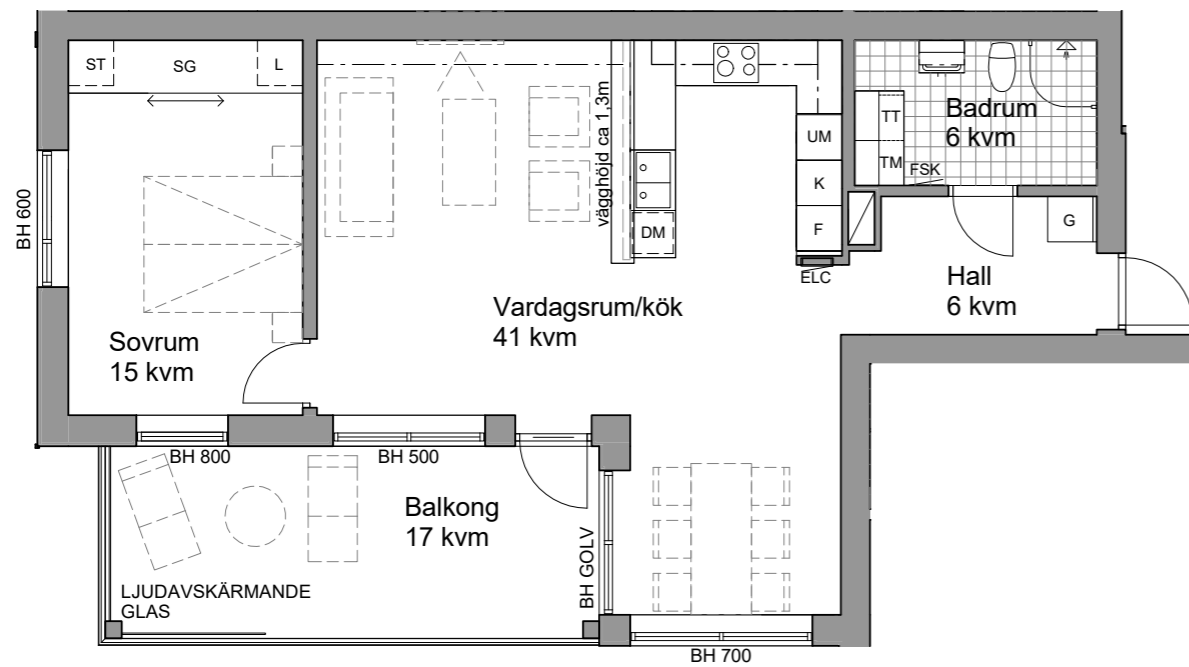 ST
SG
L
vägghöjd ca 1,3m
UM
K
F
DM
ELC
TT
TM
FSK
Badrum
6 kvm
G
Hall
6 kvm
BH 600
Sovrum
15 kvm
Vardagsrum/kök
41 kvm
BH 800
BH 500
Balkong
17 kvm
BH GOLV
LJUDAVSKÄRMANDE
GLAS
BH 700